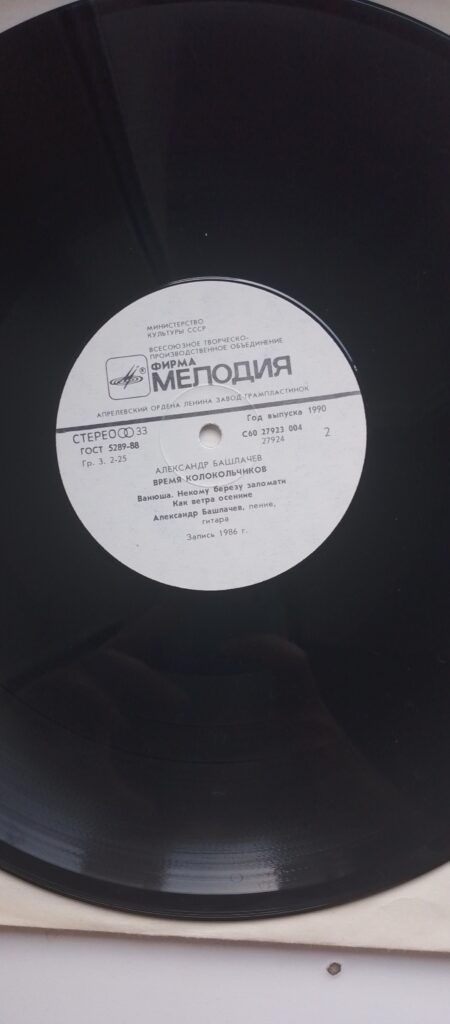 МИНИСТЕРСТВО
КУЛЬТУРЫ СССР
ВСЕСОЮЗНОЕ ТВОРЧЕСКО-
ПРОИЗВОДСТВЕННОЕ ОБЪЕДИНЕНИЕ
ФИРМА
МЕЛОДИЯ
АПРЕЛЕВСКИЙ ОРДЕНА ЛЕНИНА ЗАВОД ГРАМПЛАСТИНОК
СТЕРЕО 33
Год выпуска 1990
ГОСТ 5289-88
С60 27923 004
Гр. 3. 2-25
27924
2
АЛЕКСАНДР БАШЛАЧЕВ
ВРЕМЯ КОЛОКОЛЬЧИКОВ
Ванюша. Некому березу заломати
Как ветра осенние
Александр Башлачев, пение,
гитара
Запись 1986 г.